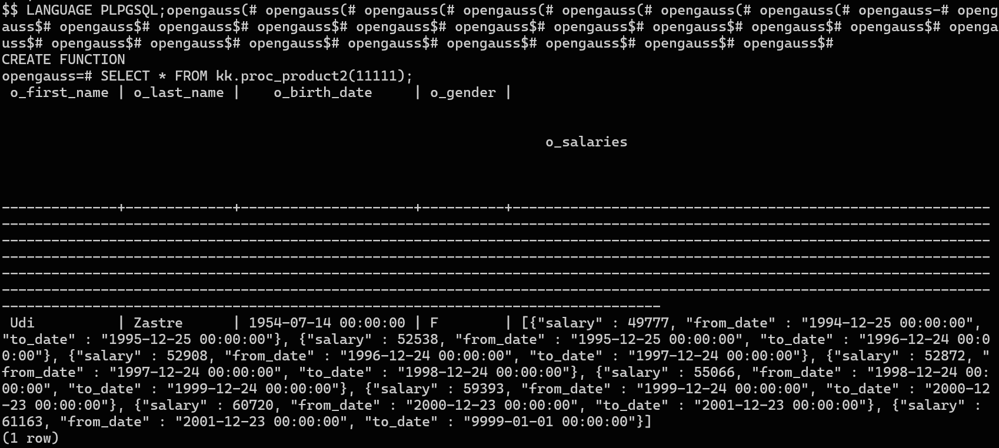 $$ LANGUAGE PLPGSQL;opengauss(# opengauss(# opengauss(# opengauss(# opengauss(# opengauss(# opengauss(# opengauss-# openg
auss$# opengauss$# opengauss$# opengauss$# opengauss$# opengauss$# opengauss$# opengauss$# opengauss$# opengauss$# openga
uss$# opengauss$# opengauss$# opengauss$# opengauss$# opengauss$# opengauss$# opengauss$# opengauss$#
CREATE FUNCTION
opengauss=# SELECT * FROM kk.proc_product2(11111);
 o_first_name | o_last_name |    o_birth_date     | o_gender |
                                                                  o_salaries
--------------+-------------+---------------------+----------+----------------------------------------------------------
------------------------------------------------------------------------------------------------------------------------
------------------------------------------------------------------------------------------------------------------------
------------------------------------------------------------------------------------------------------------------------
------------------------------------------------------------------------------------------------------------------------
------------------------------------------------------------------------------------------------------------------------
--------------------------------------------------------------------------------
 Udi          | Zastre      | 1954-07-14 00:00:00 | F        | [{"salary" : 49777, "from_date" : "1994-12-25 00:00:00",
"to_date" : "1995-12-25 00:00:00"}, {"salary" : 52538, "from_date" : "1995-12-25 00:00:00", "to_date" : "1996-12-24 00:0
0:00"}, {"salary" : 52908, "from_date" : "1996-12-24 00:00:00", "to_date" : "1997-12-24 00:00:00"}, {"salary" : 52872, "
from_date" : "1997-12-24 00:00:00", "to_date" : "1998-12-24 00:00:00"}, {"salary" : 55066, "from_date" : "1998-12-24 00:
00:00", "to_date" : "1999-12-24 00:00:00"}, {"salary" : 59393, "from_date" : "1999-12-24 00:00:00", "to_date" : "2000-12
-23 00:00:00"}, {"salary" : 60720, "from_date" : "2000-12-23 00:00:00", "to_date" : "2001-12-23 00:00:00"}, {"salary" :
61163, "from_date" : "2001-12-23 00:00:00", "to_date" : "9999-01-01 00:00:00"}]
(1 row)